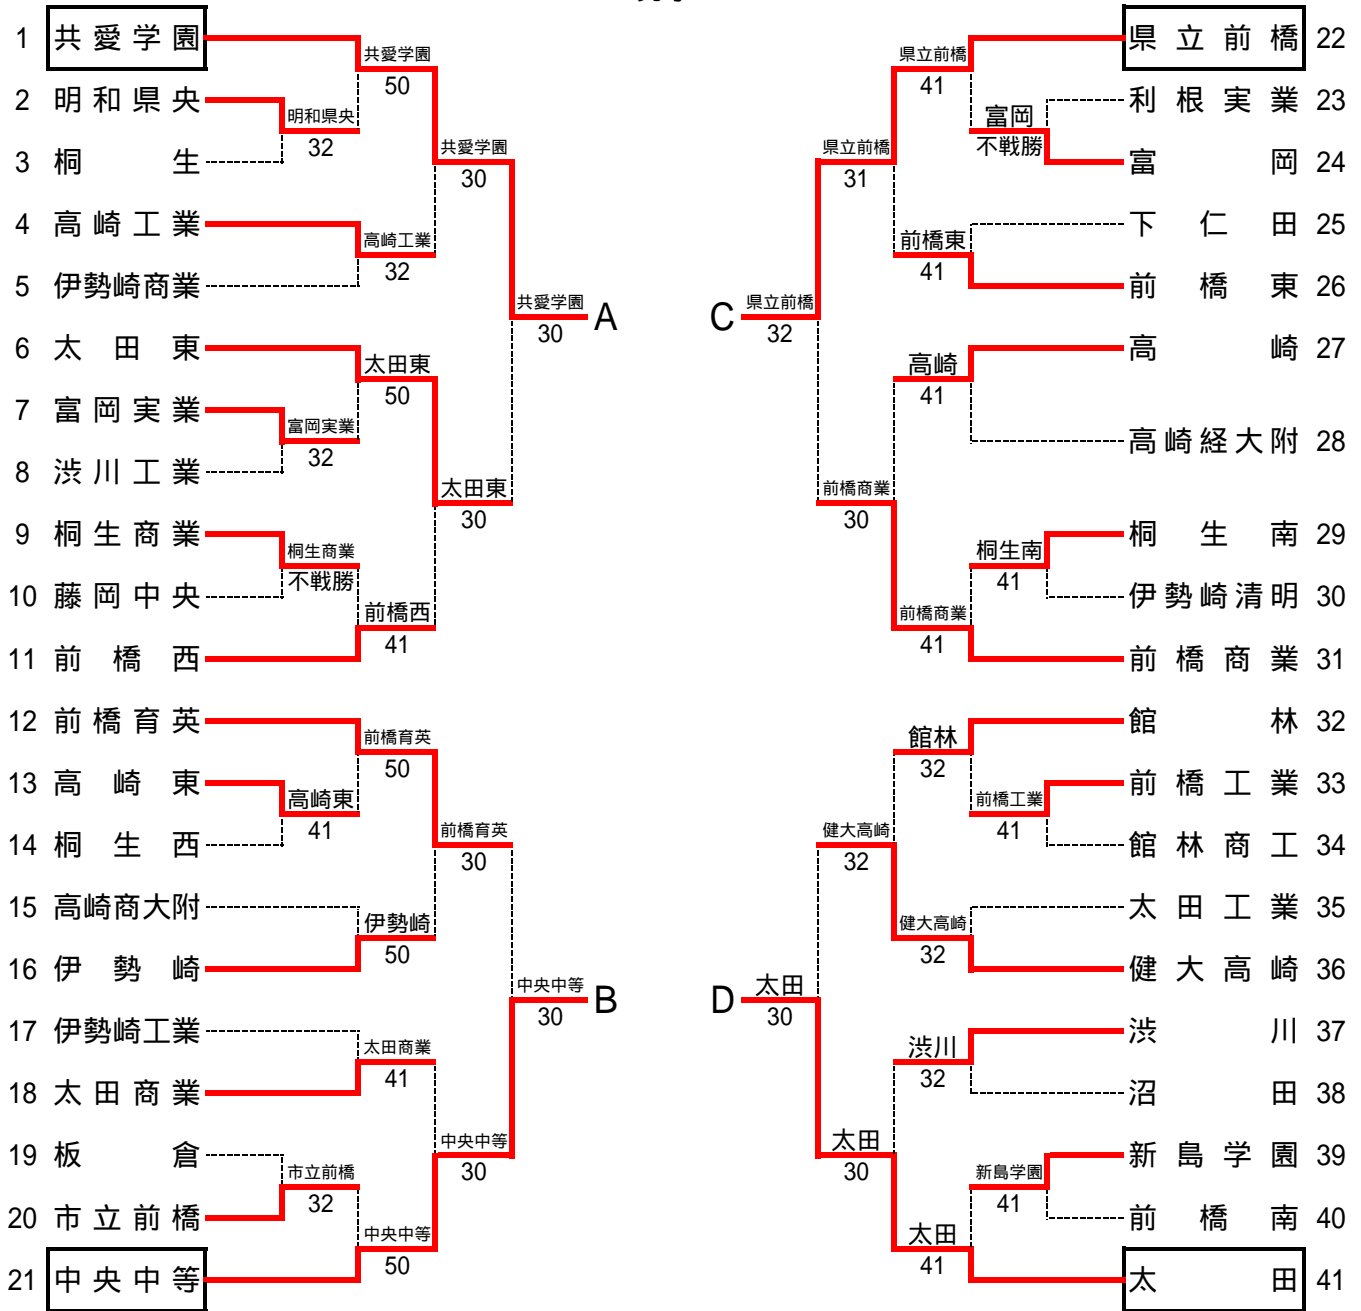 1 共愛学園
2 明和県央
3 桐生
4 高崎工業
5 伊勢崎商業
6 太田東
7 富岡実業
8 渋川工業
9 桐生商業
10 藤岡中央
11 前橋西
12 前橋育英
13 高崎東
14 桐生西
15 高崎商大附
16 伊勢崎
17 伊勢崎工業
18 太田商業
19 板倉
20 市立前橋
21 中央中等
明和県央
32
富岡実業
32
桐生商業
不戦勝
高崎東
41
市立前橋
32
共愛学園
50
高崎工業
32
太田東
50
前橋西
41
前橋育英
50
伊勢崎
50
太田商業
41
中央中等
50
共愛学園
30
太田東
30
前橋育英
30
中央中等
30
共愛学園
30
A
中央中等
30
B
C
県立前橋
32
D
太田
30
県立前橋
31
前橋商業
30
健大高崎
32
太田
30
県立前橋
41
前橋東
41
高崎
41
前橋商業
41
館林
32
健大高崎
32
渋川
32
太田
41
富岡
不戦勝
桐生南
41
前橋工業
41
新島学園
41
県立前橋 22
利根実業 23
富岡 24
下仁田 25
前橋東 26
高崎 27
高崎経大附 28
桐生南 29
伊勢崎清明 30
前橋商業 31
館林 32
前橋工業 33
館林商工 34
太田工業 35
健大高崎 36
渋川 37
沼田 38
新島学園 39
前橋南 40
太田 41